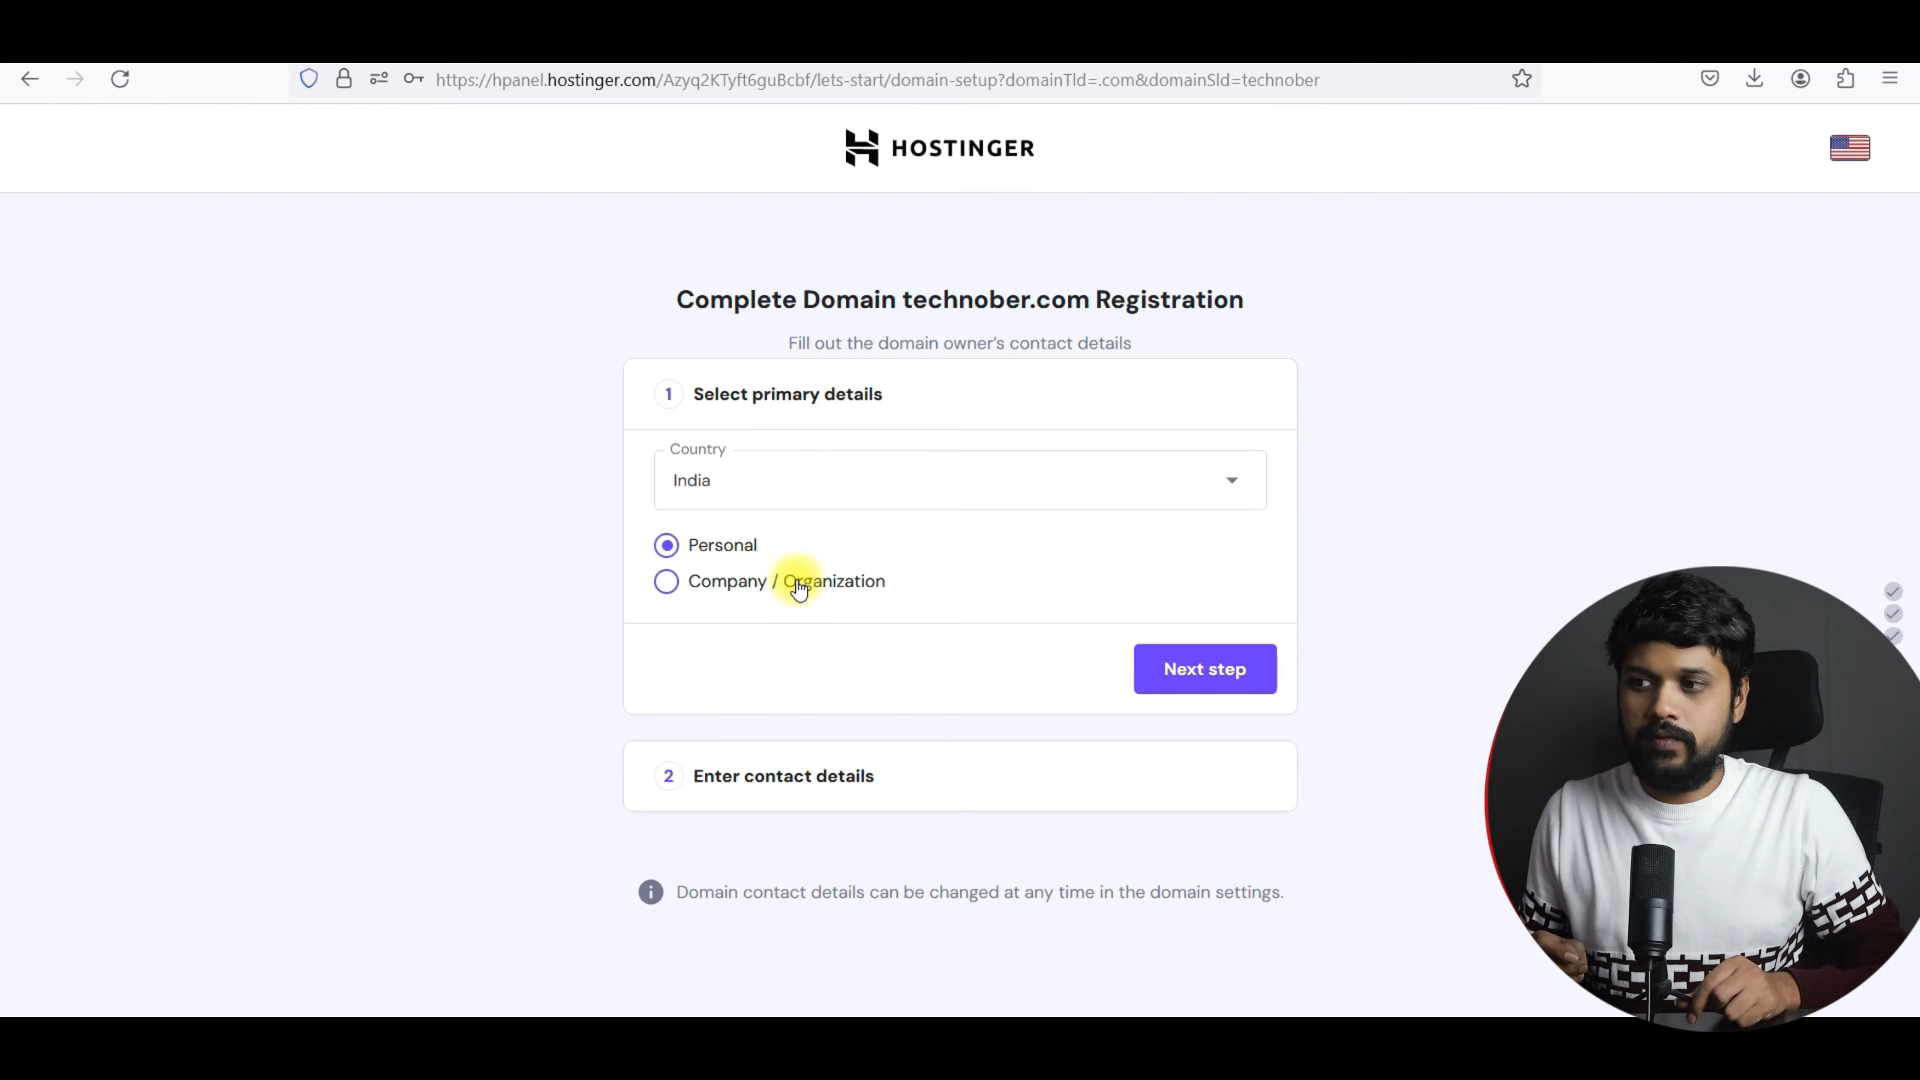 https://hpanel.hostinger.com/Azyq2KTyft6guBcbf/lets-start/domain-setup?domainTld=.com&domainSld=technober
HOSTINGER
Complete Domain technober.com Registration
Fill out the domain owner’s contact details
1 Select primary details
Country
India
Personal
Company / Organization
Next step
2 Enter contact details
Domain contact details can be changed at any time in the domain settings.